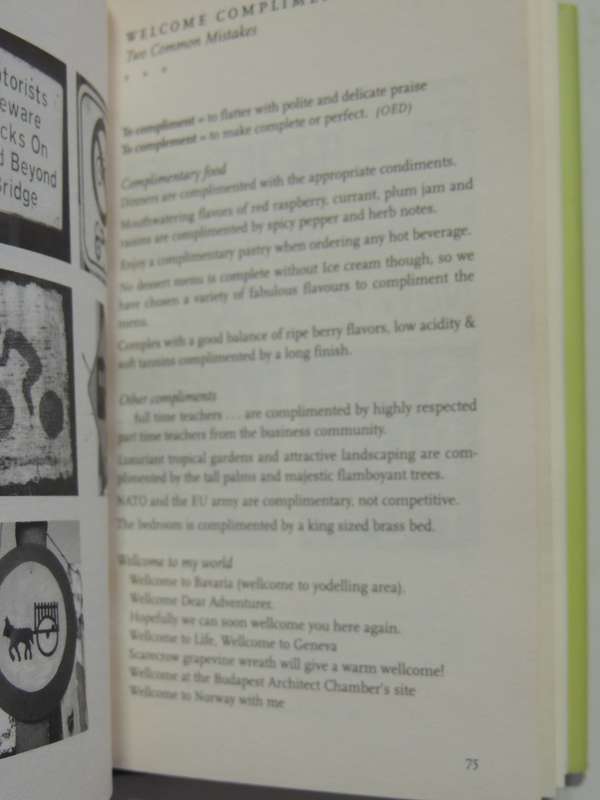 otorists
eware
cks On
d Beyond
Bridge
WELCOME COMPLIME
Two Common Mistakes
To compliment = to flatter with polite and delicate praise
To complement = to make complete or perfect. (OED)
Complimentary food
Dinners are complimented with the appropriate condiments.
Mouthwatering flavors of red raspberry, currant, plum jam and
raisins are complimented by spicy pepper and herb notes.
Enjoy a complimentary pastry when ordering any hot beverage.
No dessert menu is complete without Ice cream though, so we
have chosen a variety of fabulous flavours to compliment the
menu.
Complex with a good balance of ripe berry flavors, low acidity &
soft tannins complimented by a long finish.
Other compliments
full time teachers . . . are complimented by highly respected
part time teachers from the business community.
Luxuriant tropical gardens and attractive landscaping are com-
plimented by the tall palms and majestic flamboyant trees.
NATO and the EU army are complimentary, not competitive.
The bedroom is complimented by a king sized brass bed.
Wellcome to my world
Wellcome to Bavaria (wellcome to yodelling area).
Wellcome Dear Adventures.
Hopefully we can soon wellcome you here again.
Wellcome to Life, Wellcome to Geneva
Scarecrow grapevine wreath will give a warm wellcome!
Wellcome at the Budapest Architect Chamber's site
Wellcome to Norway with me
75